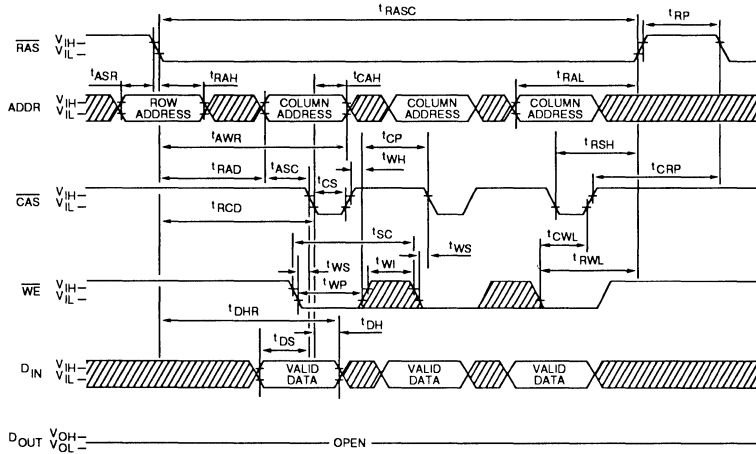 tRASC
tRP
RAS VIH
VIL
tASR
tRAH
tCAH
tRAL
ADDR VIH
VIL
ROW
ADDRESS
COLUMN
ADDRESS
COLUMN
ADDRESS
COLUMN
ADDRESS
tAWR
tCP
tWH
tRSH
tRAD
tASC
tCS
tCRP
CAS VIH
VIL
tRCD
tSC
tCWL
tWS
tWI
tWS
tRWL
WE VIH
VIL
tWP
tDHR
tDH
tDS
DIN VIH
VIL
VALID
DATA
VALID
DATA
VALID
DATA
DOUT VOH
VOL
OPEN